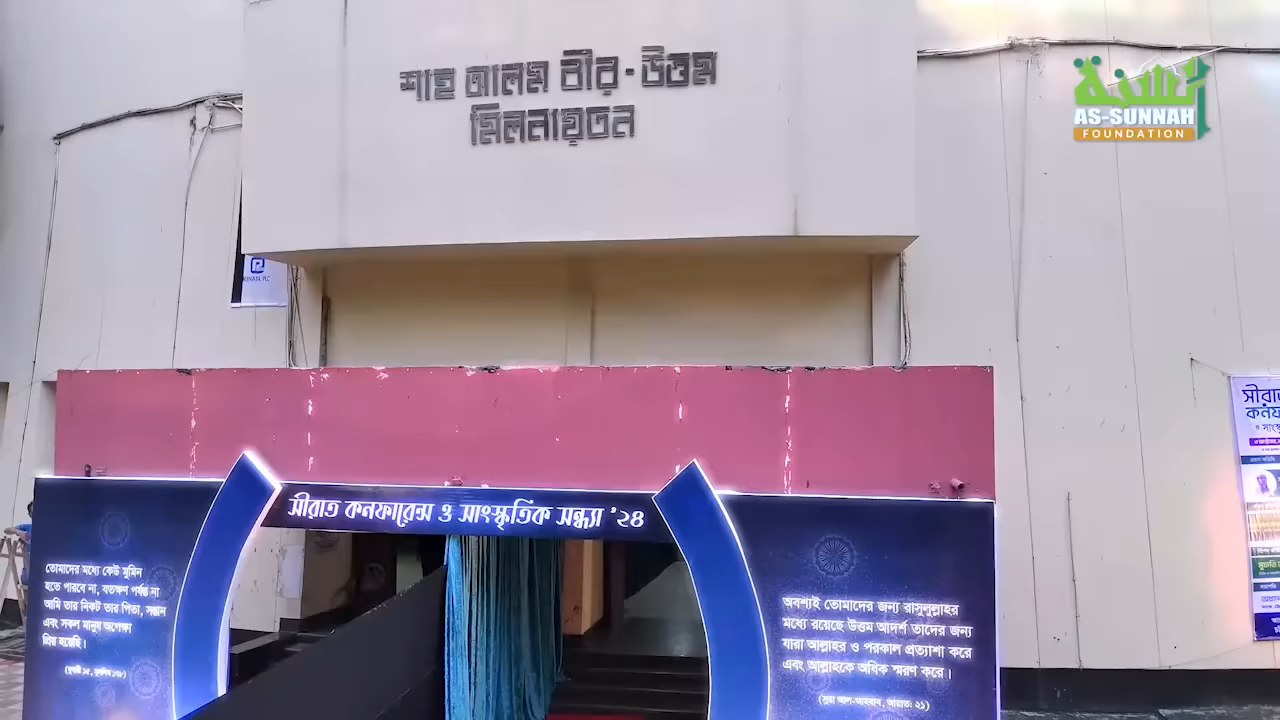 শাহ আলম বীর-উত্তম
মিলনায়তন
AS-SUNNAH
FOUNDATION
RENATA PLC
সীরাত কনফারেন্স ও সাংস্কৃতিক সন্ধ্যা '২৪
তোমাদের মধ্যে কেউ মুমিন
হতে পারবে না, যতক্ষণ পর্যন্ত না
আমি তার নিকট তার পিতা, সন্তান
এবং সকল মানুষ অপেক্ষা
প্রিয় হয়েছি।
অবশ্যই তোমাদের জন্য রাসুলুল্লাহর
মধ্যে রয়েছে উত্তম আদর্শ তাদের জন্য
যারা আল্লাহর ও পরকাল প্রত্যাশা করে
এবং আল্লাহকে অধিক স্মরণ করে।
(সুরা আল-আহযাব, আয়াত: ২১)